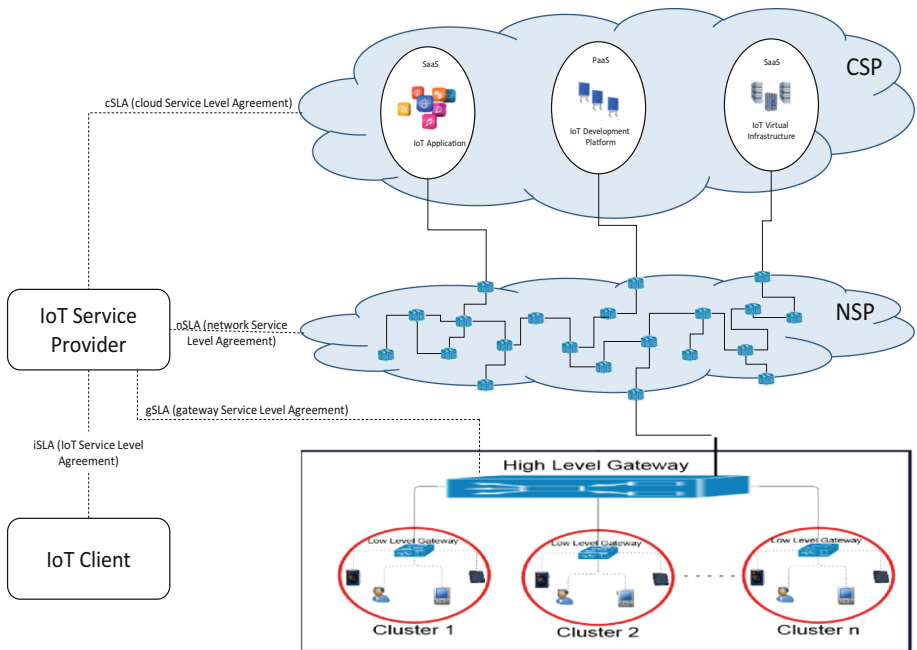 CSP
SaaS
IoT Application
PaaS
IoT Development
Platform
SaaS
IoT Virtual
Infrastructure
cSLA (cloud Service Level Agreement)
IoT Service
Provider
nSLA (network Service
Level Agreement)
NSP
gSLA (gateway Service Level Agreement)
iSLA (IoT Service Level
Agreement)
IoT Client
High Level Gateway
Low Level Gateway
Cluster 1
Low Level Gateway
Cluster 2
Low Level Gateway
Cluster n